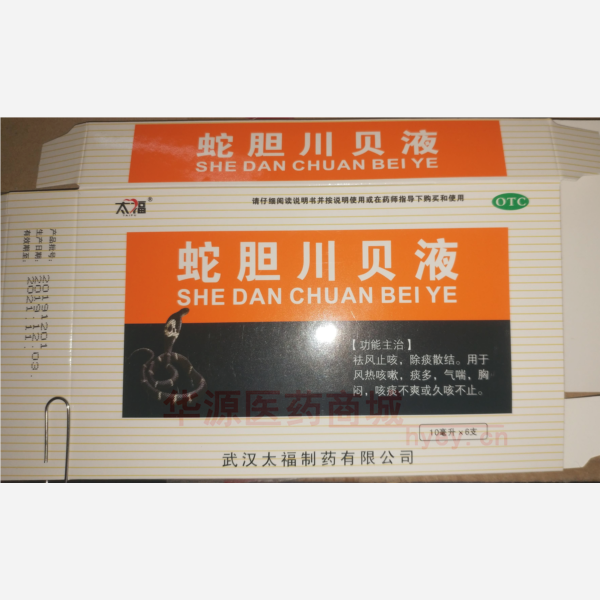 蛇胆川贝液
SHE DAN CHUAN BEI YE
太福
请仔细阅读说明书并按说明使用或在药师指导下购买和使用
OTC
蛇胆川贝液
SHE DAN CHUAN BEI YE
【功能主治】
祛风止咳，除痰散结。用于
风热咳嗽，痰多，气喘，胸
闷，咳痰不爽或久咳不止。
10毫升×6支
武汉太福制药有限公司
产品批号：20191201
生产日期：2019.12.03.
有效期至：2021.11.
华源医药商城
hyey.cn